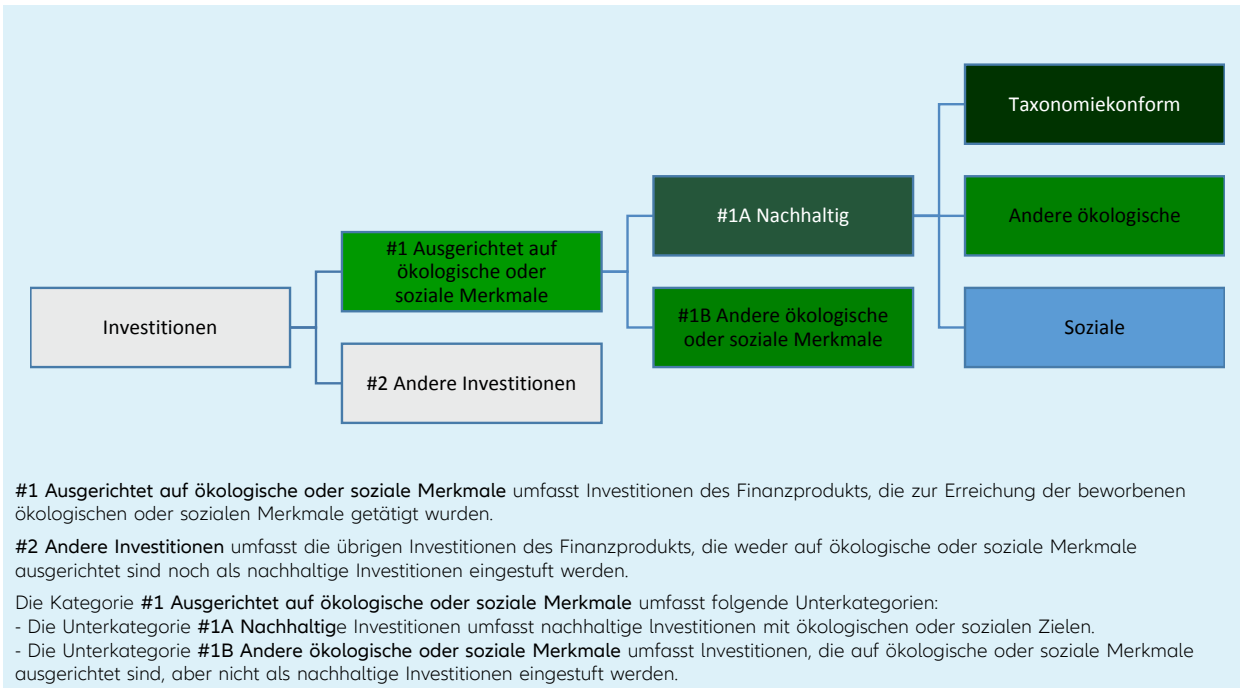 Taxonomiekonform
#1A Nachhaltig
Andere ökologische
#1 Ausgerichtet auf
ökologische oder
soziale Merkmale
#1B Andere ökologische
oder soziale Merkmale
Soziale
Investitionen
#2 Andere Investitionen
#1 Ausgerichtet auf ökologische oder soziale Merkmale umfasst Investitionen des Finanzprodukts, die zur Erreichung der beworbenen
ökologischen oder sozialen Merkmale getätigt wurden.
#2 Andere Investitionen umfasst die übrigen Investitionen des Finanzprodukts, die weder auf ökologische oder soziale Merkmale
ausgerichtet sind noch als nachhaltige Investitionen eingestuft werden.
Die Kategorie #1 Ausgerichtet auf ökologische oder soziale Merkmale umfasst folgende Unterkategorien:
- Die Unterkategorie #1A Nachhaltige Investitionen umfasst nachhaltige Investitionen mit ökologischen oder sozialen Zielen.
- Die Unterkategorie #1B Andere ökologische oder soziale Merkmale umfasst Investitionen, die auf ökologische oder soziale Merkmale
ausgerichtet sind, aber nicht als nachhaltige Investitionen eingestuft werden.